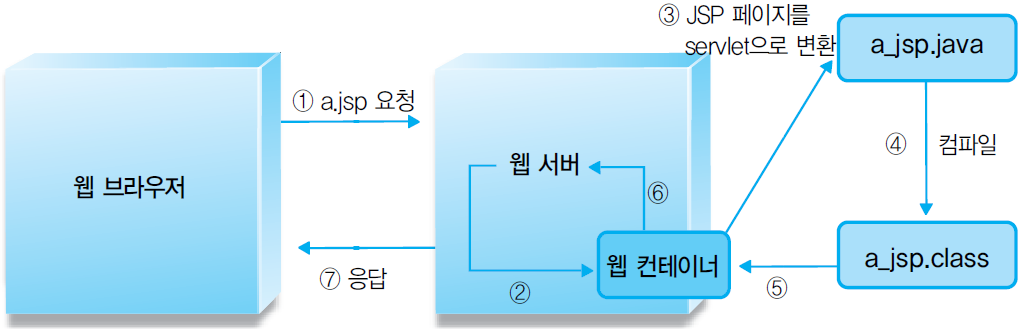 ③ JSP 페이지를
servlet으로 변환
a_jsp.java
① a.jsp 요청
④ 컴파일
웹 서버
웹 브라우저
⑥
a_jsp.class
웹 컨테이너
⑦ 응답
②
⑤